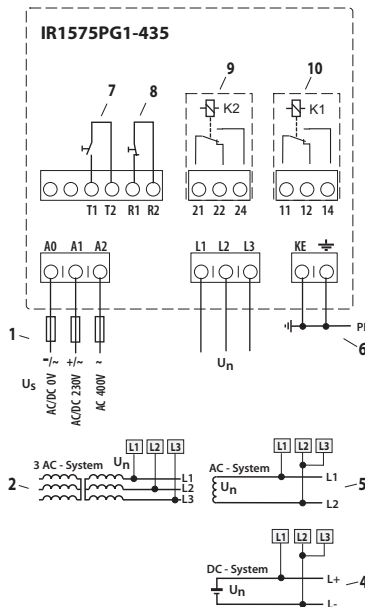 IR1575PG1-435
7 8 9 10
K2 K1
T1 T2 R1 R2 21 22 24 11 12 14
A0 A1 A2 L1 L2 L3 KE
1
-/~ +/~ ~
Us AC/DC 0V AC/DC 230V AC 400V
Un
PE
6
L1 L2 L3
3 AC - System Un
2
L1
L2
L3
L1 L2 L3
AC - System
Un
L1
5
L2
L1 L2 L3
DC - System
Un
L+
4
L-